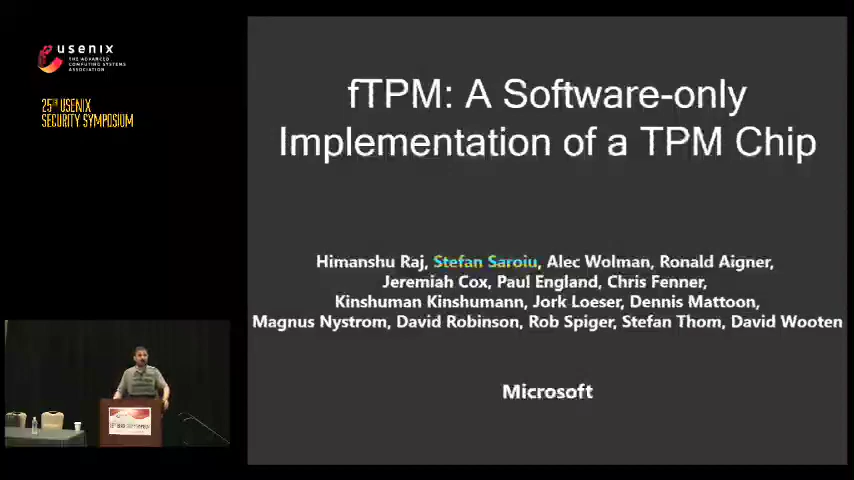 usenix
THE ADVANCED
COMPUTING SYSTEMS
ASSOCIATION
25TH USENIX
SECURITY SYMPOSIUM
fTPM: A Software-only
Implementation of a TPM Chip
Himanshu Raj, Stefan Saroiu, Alec Wolman, Ronald Aigner,
Jeremiah Cox, Paul England, Chris Fenner,
Kinshuman Kinshumann, Jork Loeser, Dennis Mattoon,
Magnus Nystrom, David Robinson, Rob Spiger, Stefan Thom, David Wooten
Microsoft